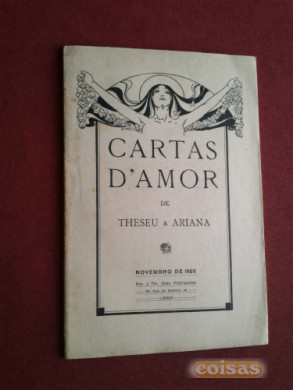 CARTAS
D'AMOR
DE
THESEU A ARIANA
NOVEMBRO DE 1925
coisas